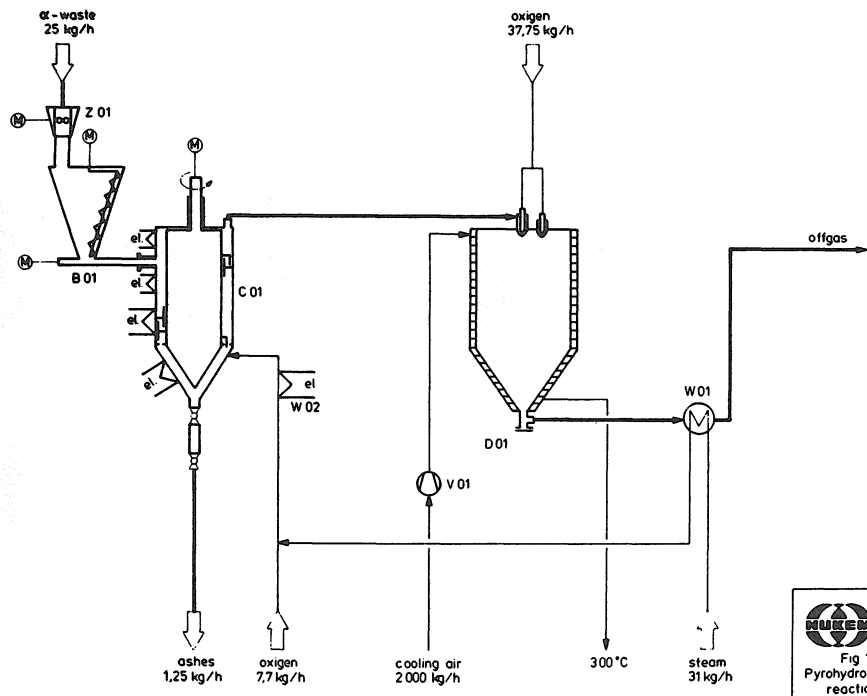 α-waste
25 kg/h
oxigen
37,75 kg/h
M
Z 01
M
M
el.
offgas
M
B 01
el.
C 01
el.
el.
el
W 02
W 01
D 01
V 01
ashes
1,25 kg/h
oxigen
7,7 kg/h
cooling air
2 000 kg/h
300°C
steam
31 kg/h
NUKEM
Fig
Pyrohydro
reactio